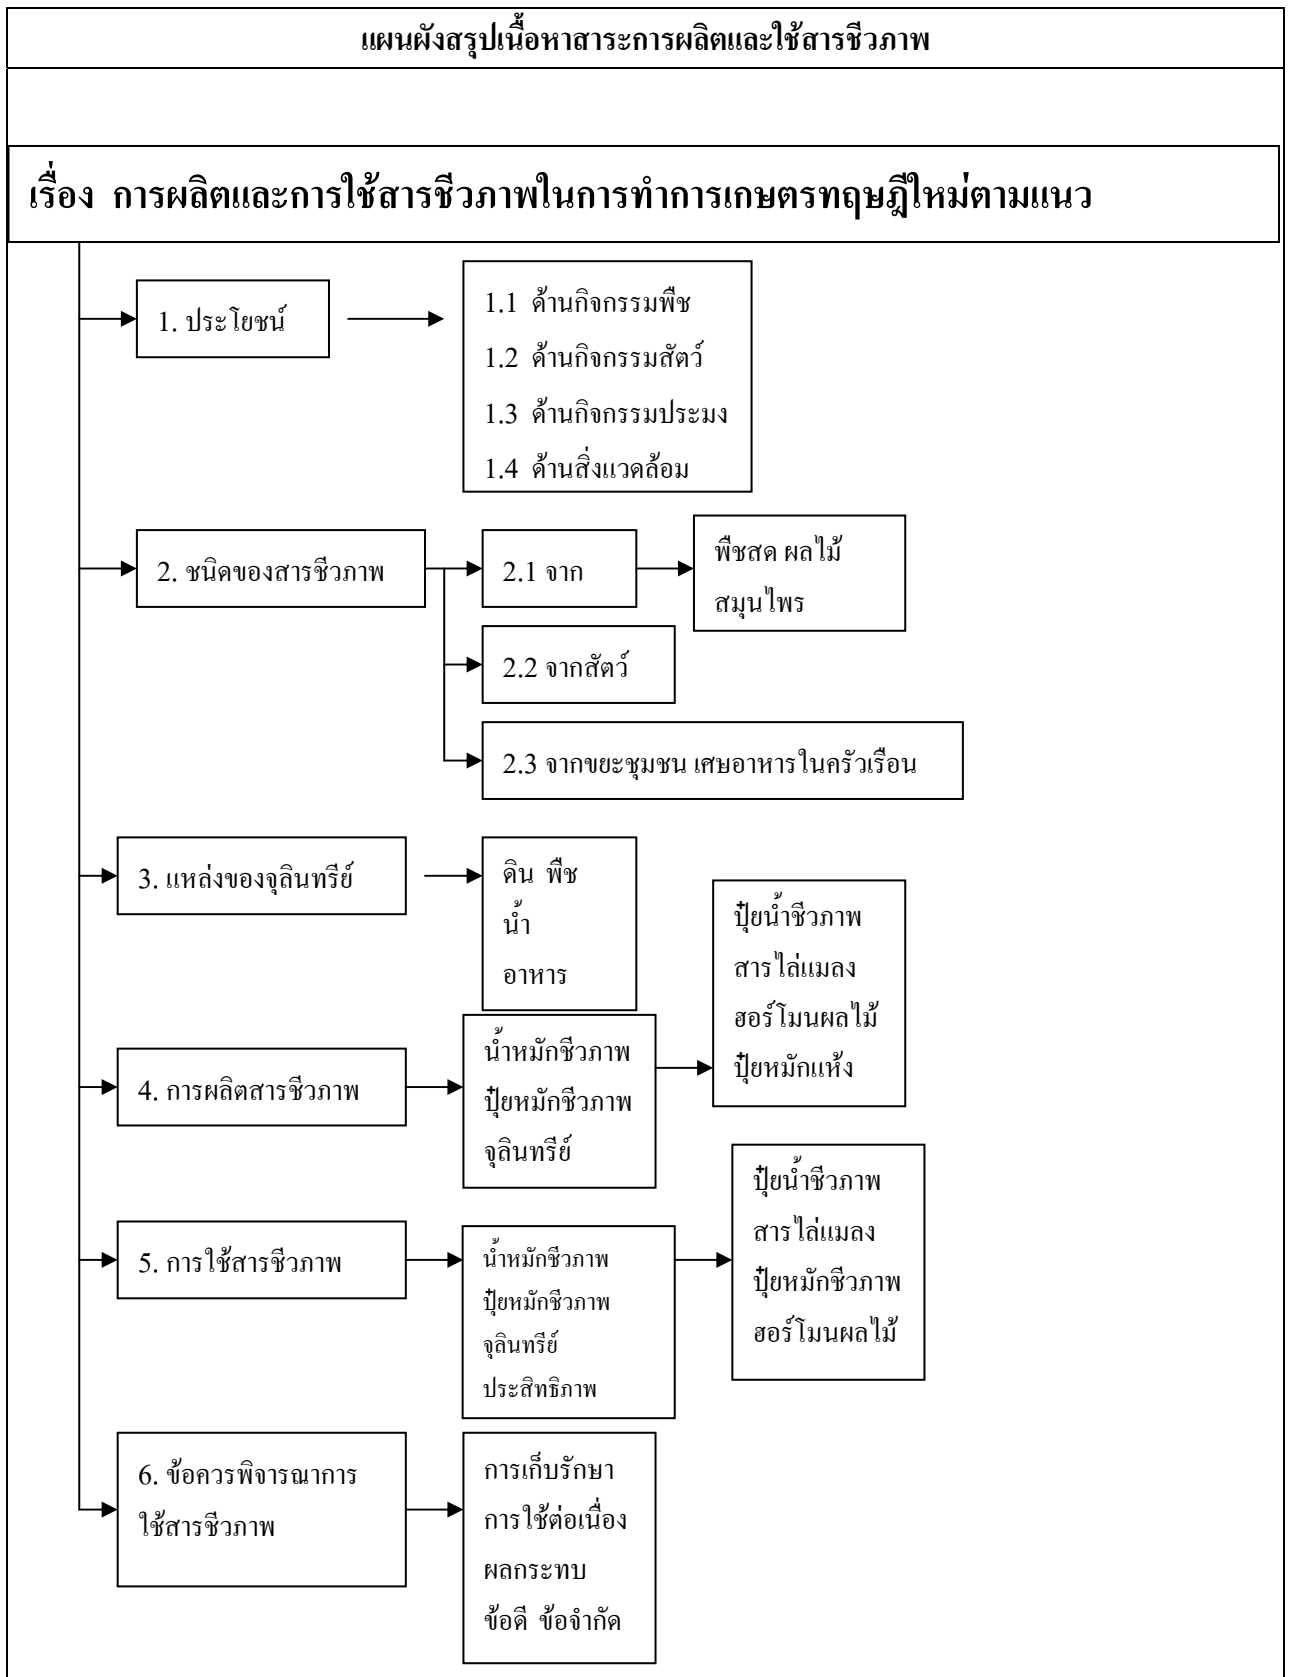 แผนผังสรุปเนื้อหาสาระการผลิตและใช้สารชีวภาพ
เรื่อง การผลิตและการใช้สารชีวภาพในการทำการเกษตรทฤษฎีใหม่ตามแนว
1. ประโยชน์
1.1 ด้านกิจกรรมพืช
1.2 ด้านกิจกรรมสัตว์
1.3 ด้านกิจกรรมประมง
1.4 ด้านสิ่งแวดล้อม
2. ชนิดของสารชีวภาพ
2.1 จาก
พืชสด ผลไม้
สมุนไพร
2.2 จากสัตว์
2.3 จากขยะชุมชน เศษอาหารในครัวเรือน
3. แหล่งของจุลินทรีย์
ดิน พืช
น้ำ
อาหาร
4. การผลิตสารชีวภาพ
น้ำหมักชีวภาพ
ปุ๋ยหมักชีวภาพ
จุลินทรีย์
ปุ๋ยน้ำชีวภาพ
สารไล่แมลง
ฮอร์โมนผลไม้
ปุ๋ยหมักแห้ง
5. การใช้สารชีวภาพ
น้ำหมักชีวภาพ
ปุ๋ยหมักชีวภาพ
จุลินทรีย์
ประสิทธิภาพ
ปุ๋ยน้ำชีวภาพ
สารไล่แมลง
ปุ๋ยหมักชีวภาพ
ฮอร์โมนผลไม้
6. ข้อควรพิจารณาการ
ใช้สารชีวภาพ
การเก็บรักษา
การใช้ต่อเนื่อง
ผลกระทบ
ข้อดี ข้อจำกัด